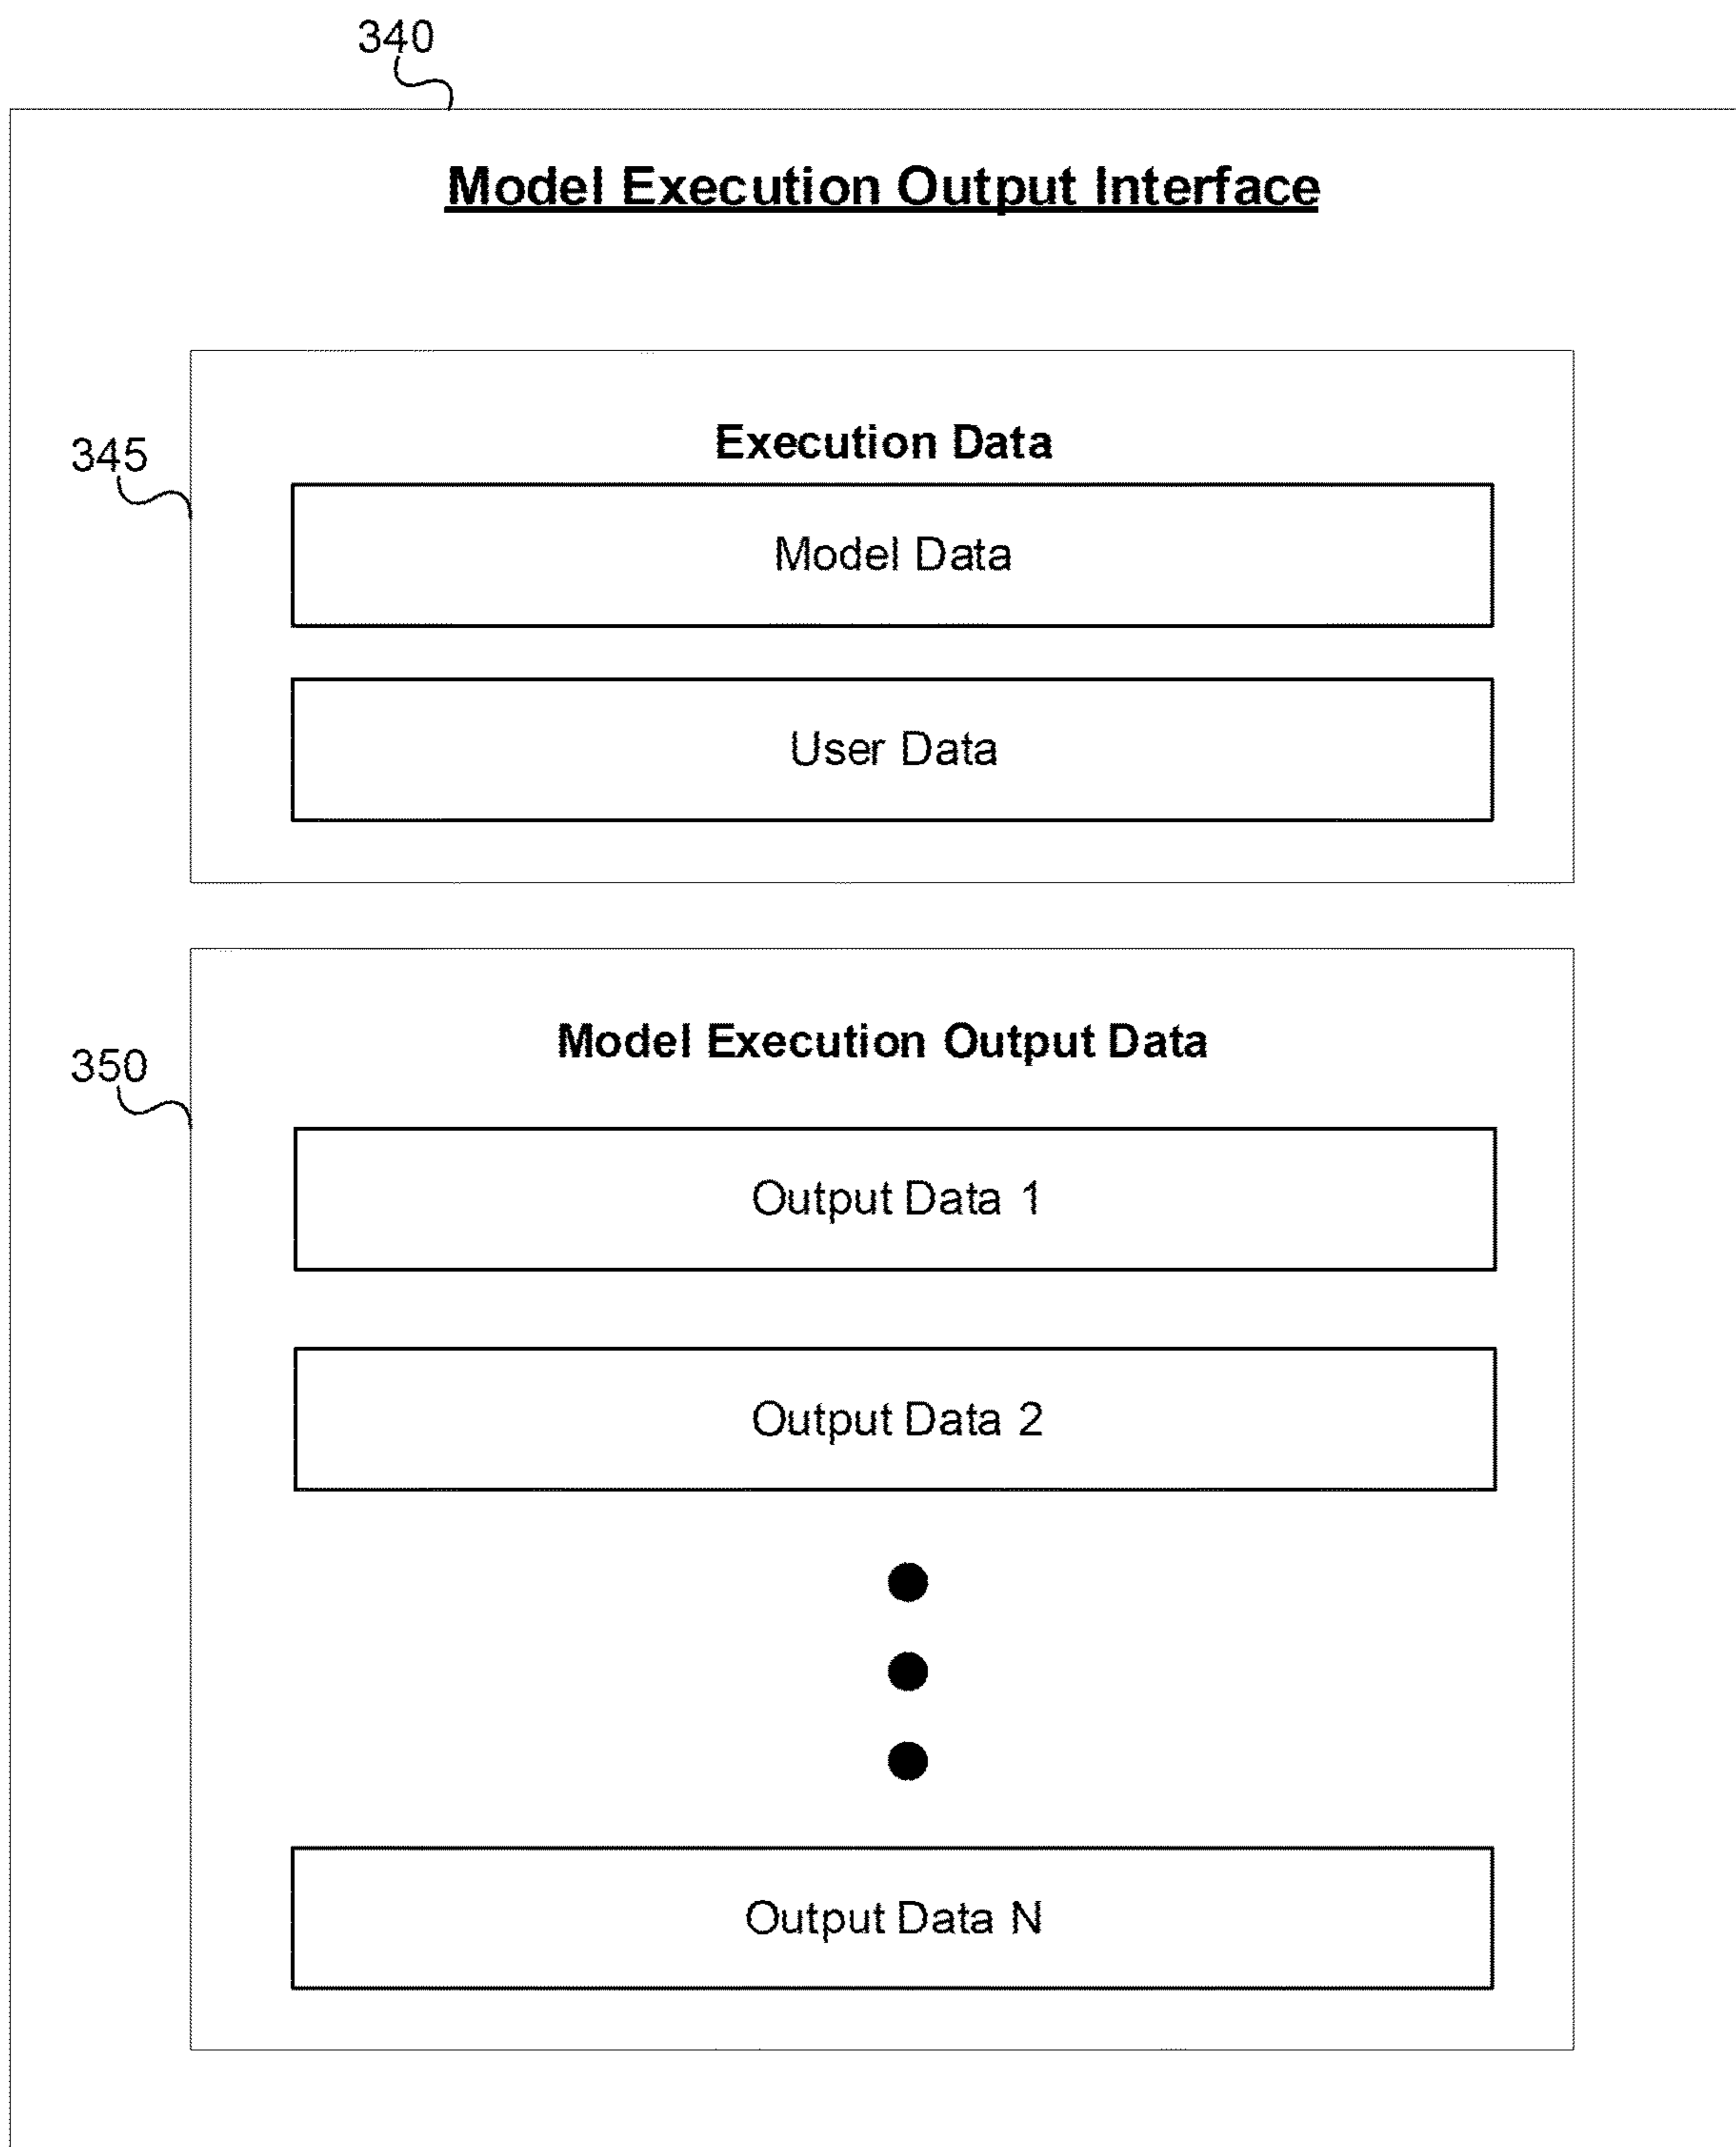 340
Model Execution Output Interface
345
Execution Data
Model Data
User Data
350
Model Execution Output Data
Output Data 1
Output Data 2
Output Data N